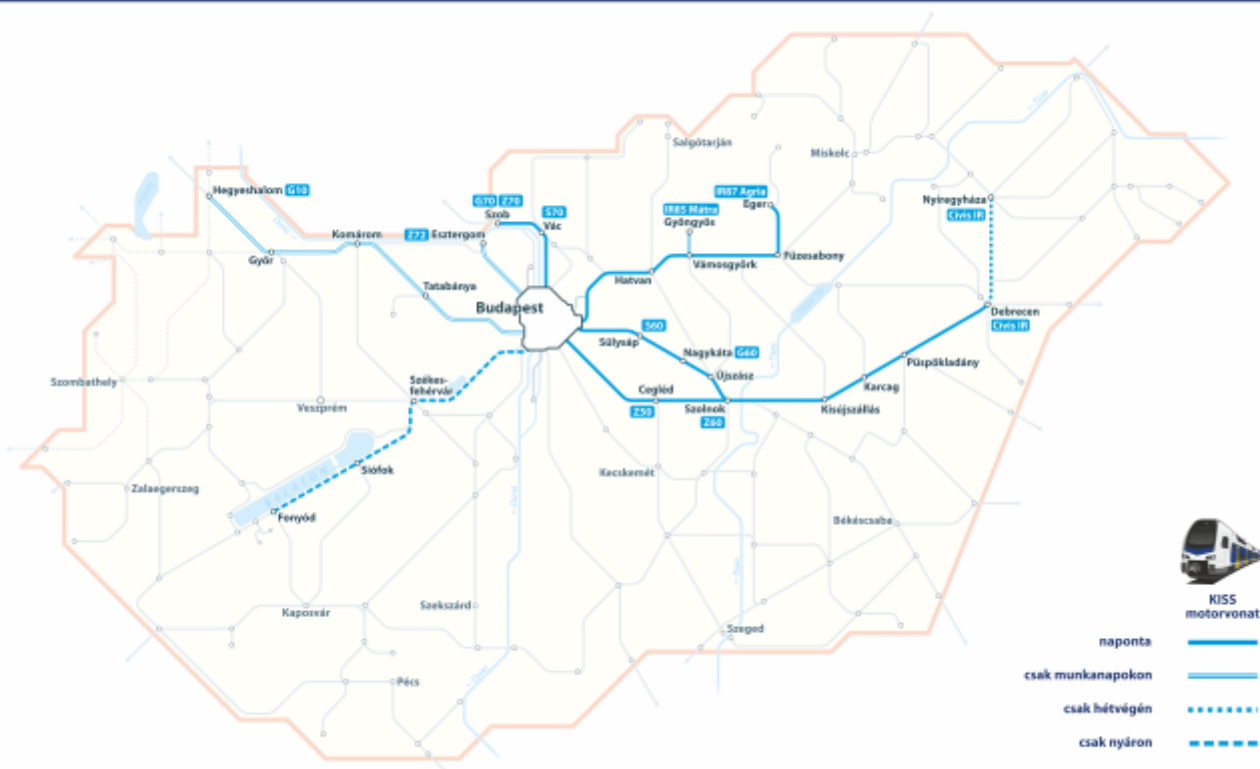 Salgótarján
Miskolc
Hegyeshalom G10
IR87 Agria
Eger
Nyíregyháza
Cívis IR
G70 Z70
Szob
S70
Vác
IR85 Mátra
Gyöngyös
Komárom
Z72 Esztergom
Győr
Vámosgyörk
Füzesabony
Hatvan
Tatabánya
Budapest
Debrecen
Cívis IR
S60
Sülysáp
Nagykáta G60
Újszász
Püspökladány
Szombathely
Székes-
fehérvár
Karcag
Cegléd
Z50
Szolnok
Z60
Kisújszállás
Veszprém
Siófok
BALATON
Kecskemét
Zalaegerszeg
Fonyód
Békéscsaba
KISS
motorvonat
Kaposvár
Szekszárd
Szeged
naponta
csak munkanapokon
Pécs
csak hétvégén
csak nyáron